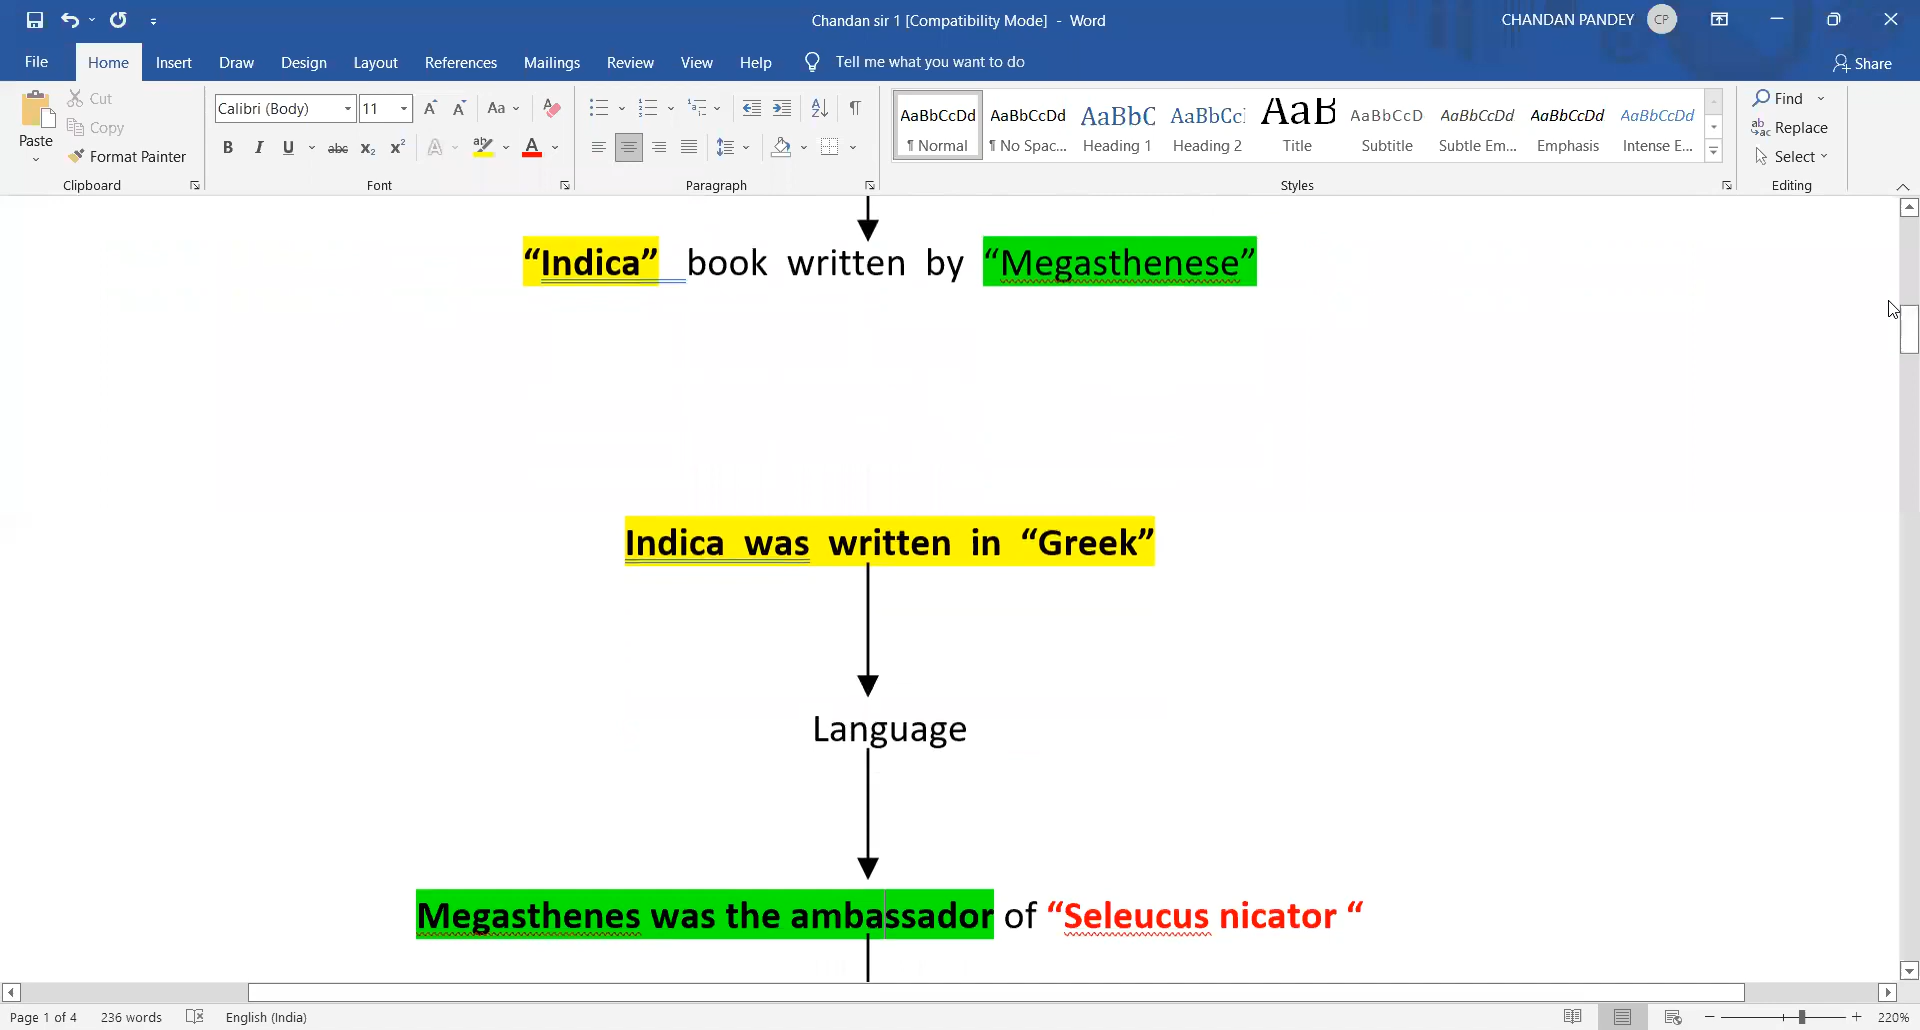 Chandan sir 1 [Compatibility Mode] - Word
CHANDAN PANDEY CP
File Home Insert Draw Design Layout References Mailings Review View Help Tell me what you want to do Share
Paste
Cut
Copy
Format Painter
Clipboard
Calibri (Body) 11 A A Aa A
B I U abc x₂ x² A ab A
Font
Paragraph
AaBbCcDd AaBbCcDd AaBbC AaBbCc AaB AaBbCcD AaBbCcDd AaBbCcDd AaBbCcDd
¶ Normal ¶ No Spac... Heading 1 Heading 2 Title Subtitle Subtle Em... Emphasis Intense E...
Styles
Find
Replace
Select
Editing
“Indica” book written by “Megasthenese”
Indica was written in “Greek”
Language
Megasthenes was the ambassador of “Seleucus nicator “
Page 1 of 4 236 words English (India) 220%